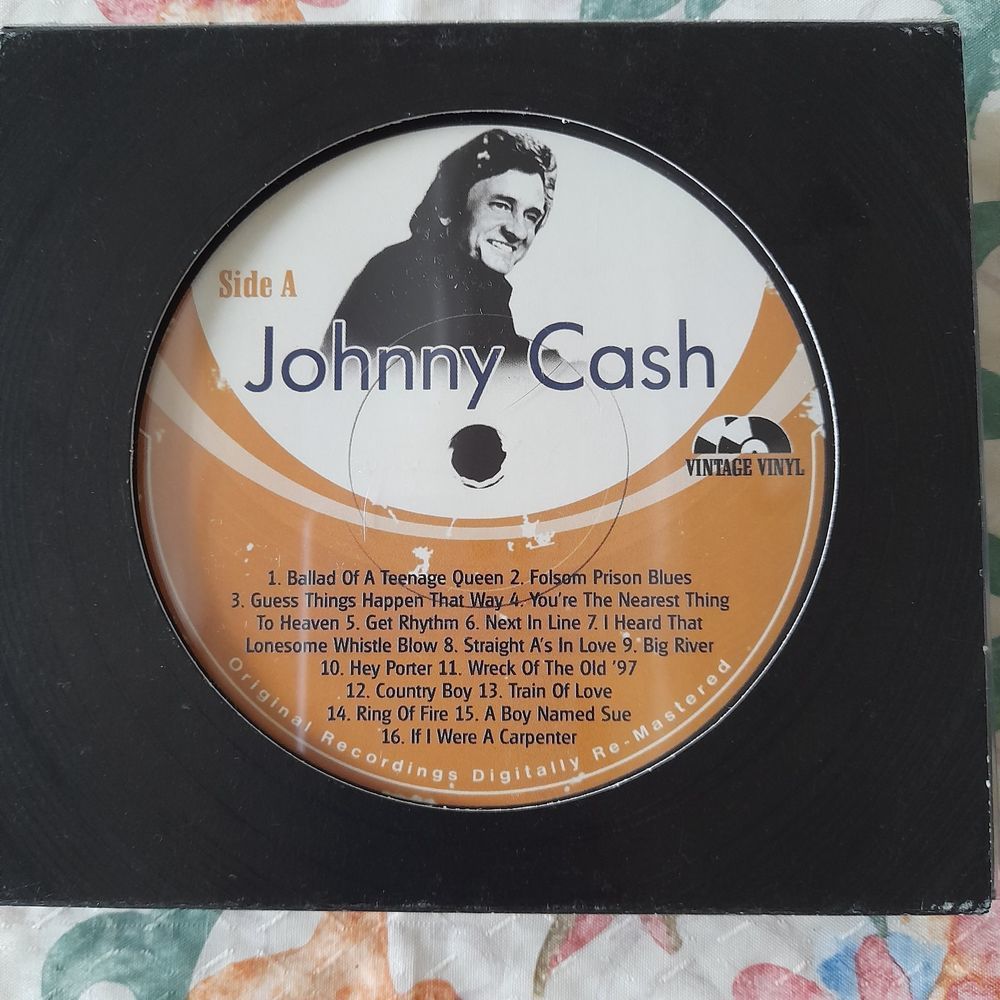 Side A
Johnny Cash
VINTAGE VINYL
1. Ballad Of A Teenage Queen 2. Folsom Prison Blues
3. Guess Things Happen That Way 4. You're The Nearest Thing
To Heaven 5. Get Rhythm 6. Next In Line 7. I Heard That
Lonesome Whistle Blow 8. Straight A's In Love 9. Big River
10. Hey Porter 11. Wreck Of The Old '97
12. Country Boy 13. Train Of Love
14. Ring Of Fire 15. A Boy Named Sue
16. If I Were A Carpenter
Original Recordings Digitally Re-Mastered